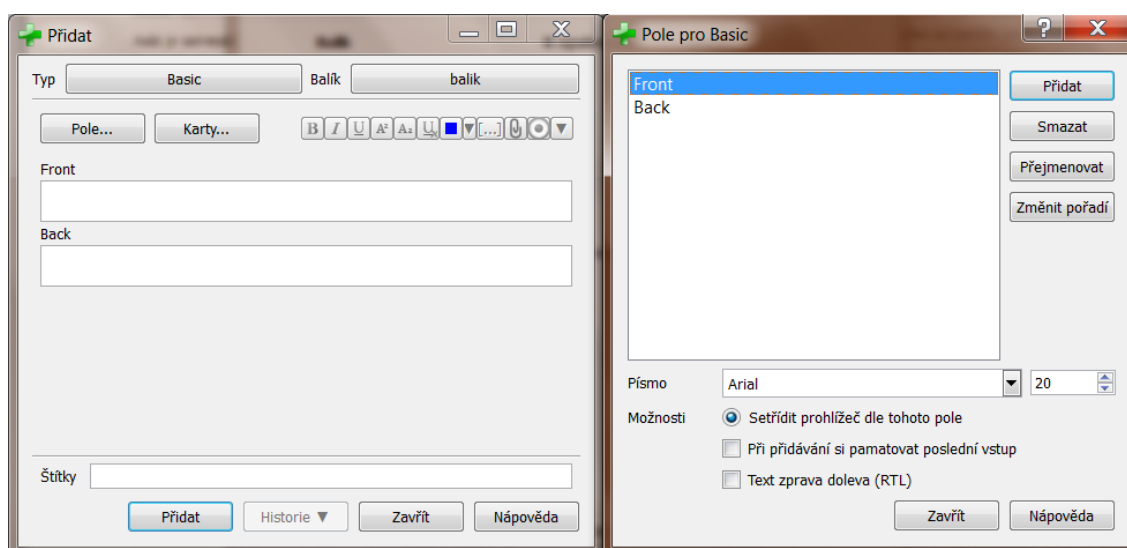 Přidat
Typ Basic Balík balik
Pole... Karty... B I U A² A₂ U [...]
Front
Back
Štítky
Přidat Historie ▼ Zavřít Nápověda
Pole pro Basic ? X
Front
Back
Přidat
Smazat
Přejmenovat
Změnit pořadí
Písmo Arial 20
Možnosti Setřídit prohlížeč dle tohoto pole
Při přidávání si pamatovat poslední vstup
Text zprava doleva (RTL)
Zavřít Nápověda